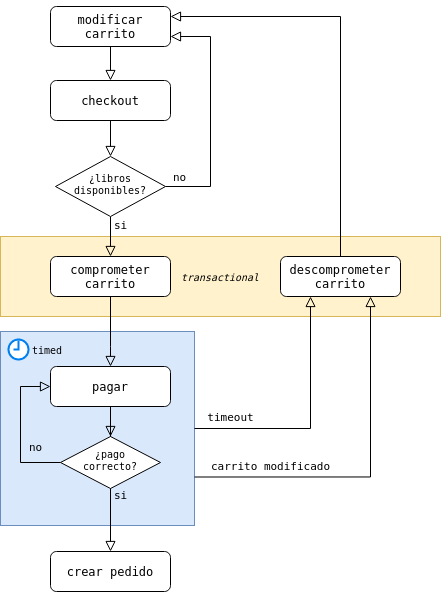 modificar
carrito
checkout
¿libros
disponibles?
no
si
comprometer
carrito
transactional
descomprometer
carrito
timed
pagar
timeout
no
¿pago
correcto?
carrito modificado
si
crear pedido